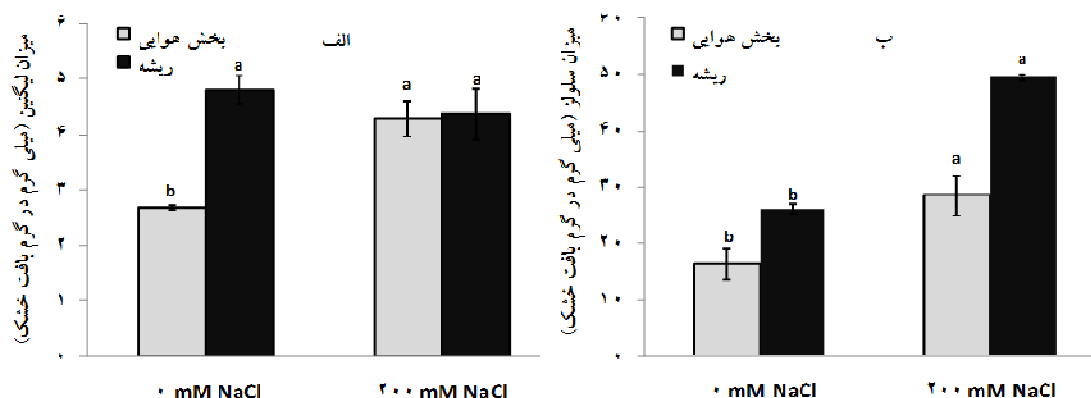 میزان لیگنین (میلی گرم در گرم بافت خشک)
۶
۵
۴
۳
۲
۱
۰
بخش هوایی
ریشه
الف
b
a
a
a
۰ mM NaCl
۲۰۰ mM NaCl
میزان سلولز (میلی گرم در گرم بافت خشک)
۶۰
۵۰
۴۰
۳۰
۲۰
۱۰
۰
بخش هوایی
ریشه
ب
b
b
a
a
۰ mM NaCl
۲۰۰ mM NaCl